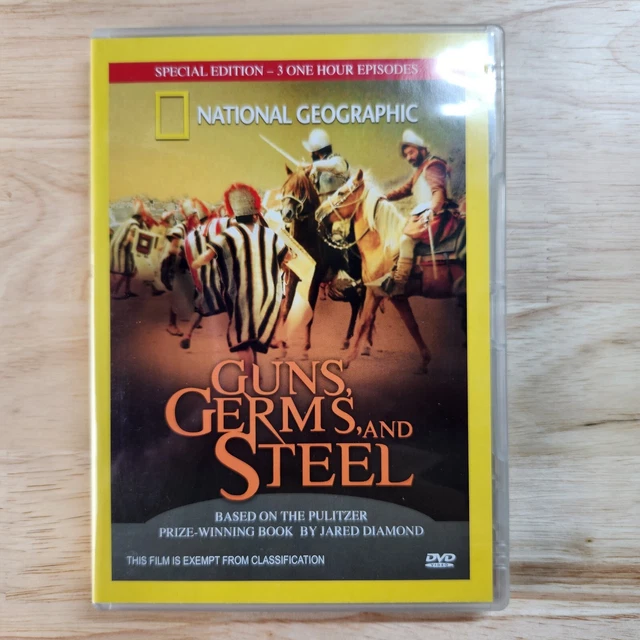 SPECIAL EDITION – 3 ONE HOUR EPISODES
NATIONAL GEOGRAPHIC
GUNS,
GERMS, AND
STEEL
BASED ON THE PULITZER
PRIZE-WINNING BOOK BY JARED DIAMOND
THIS FILM IS EXEMPT FROM CLASSIFICATION
DVD
VIDEO